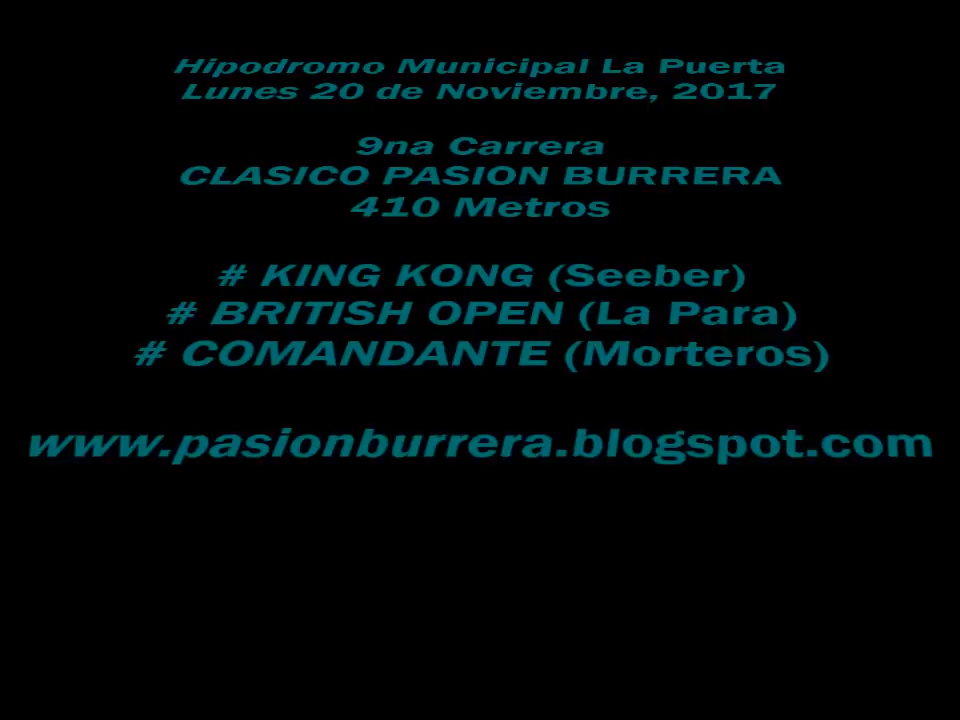 Hipodromo Municipal La Puerta
Lunes 20 de Noviembre, 2017
9na Carrera
CLASICO PASION BURRERA
410 Metros
# KING KONG (Seeber)
# BRITISH OPEN (La Para)
# COMANDANTE (Morteros)
www.pasionburrera.blogspot.com